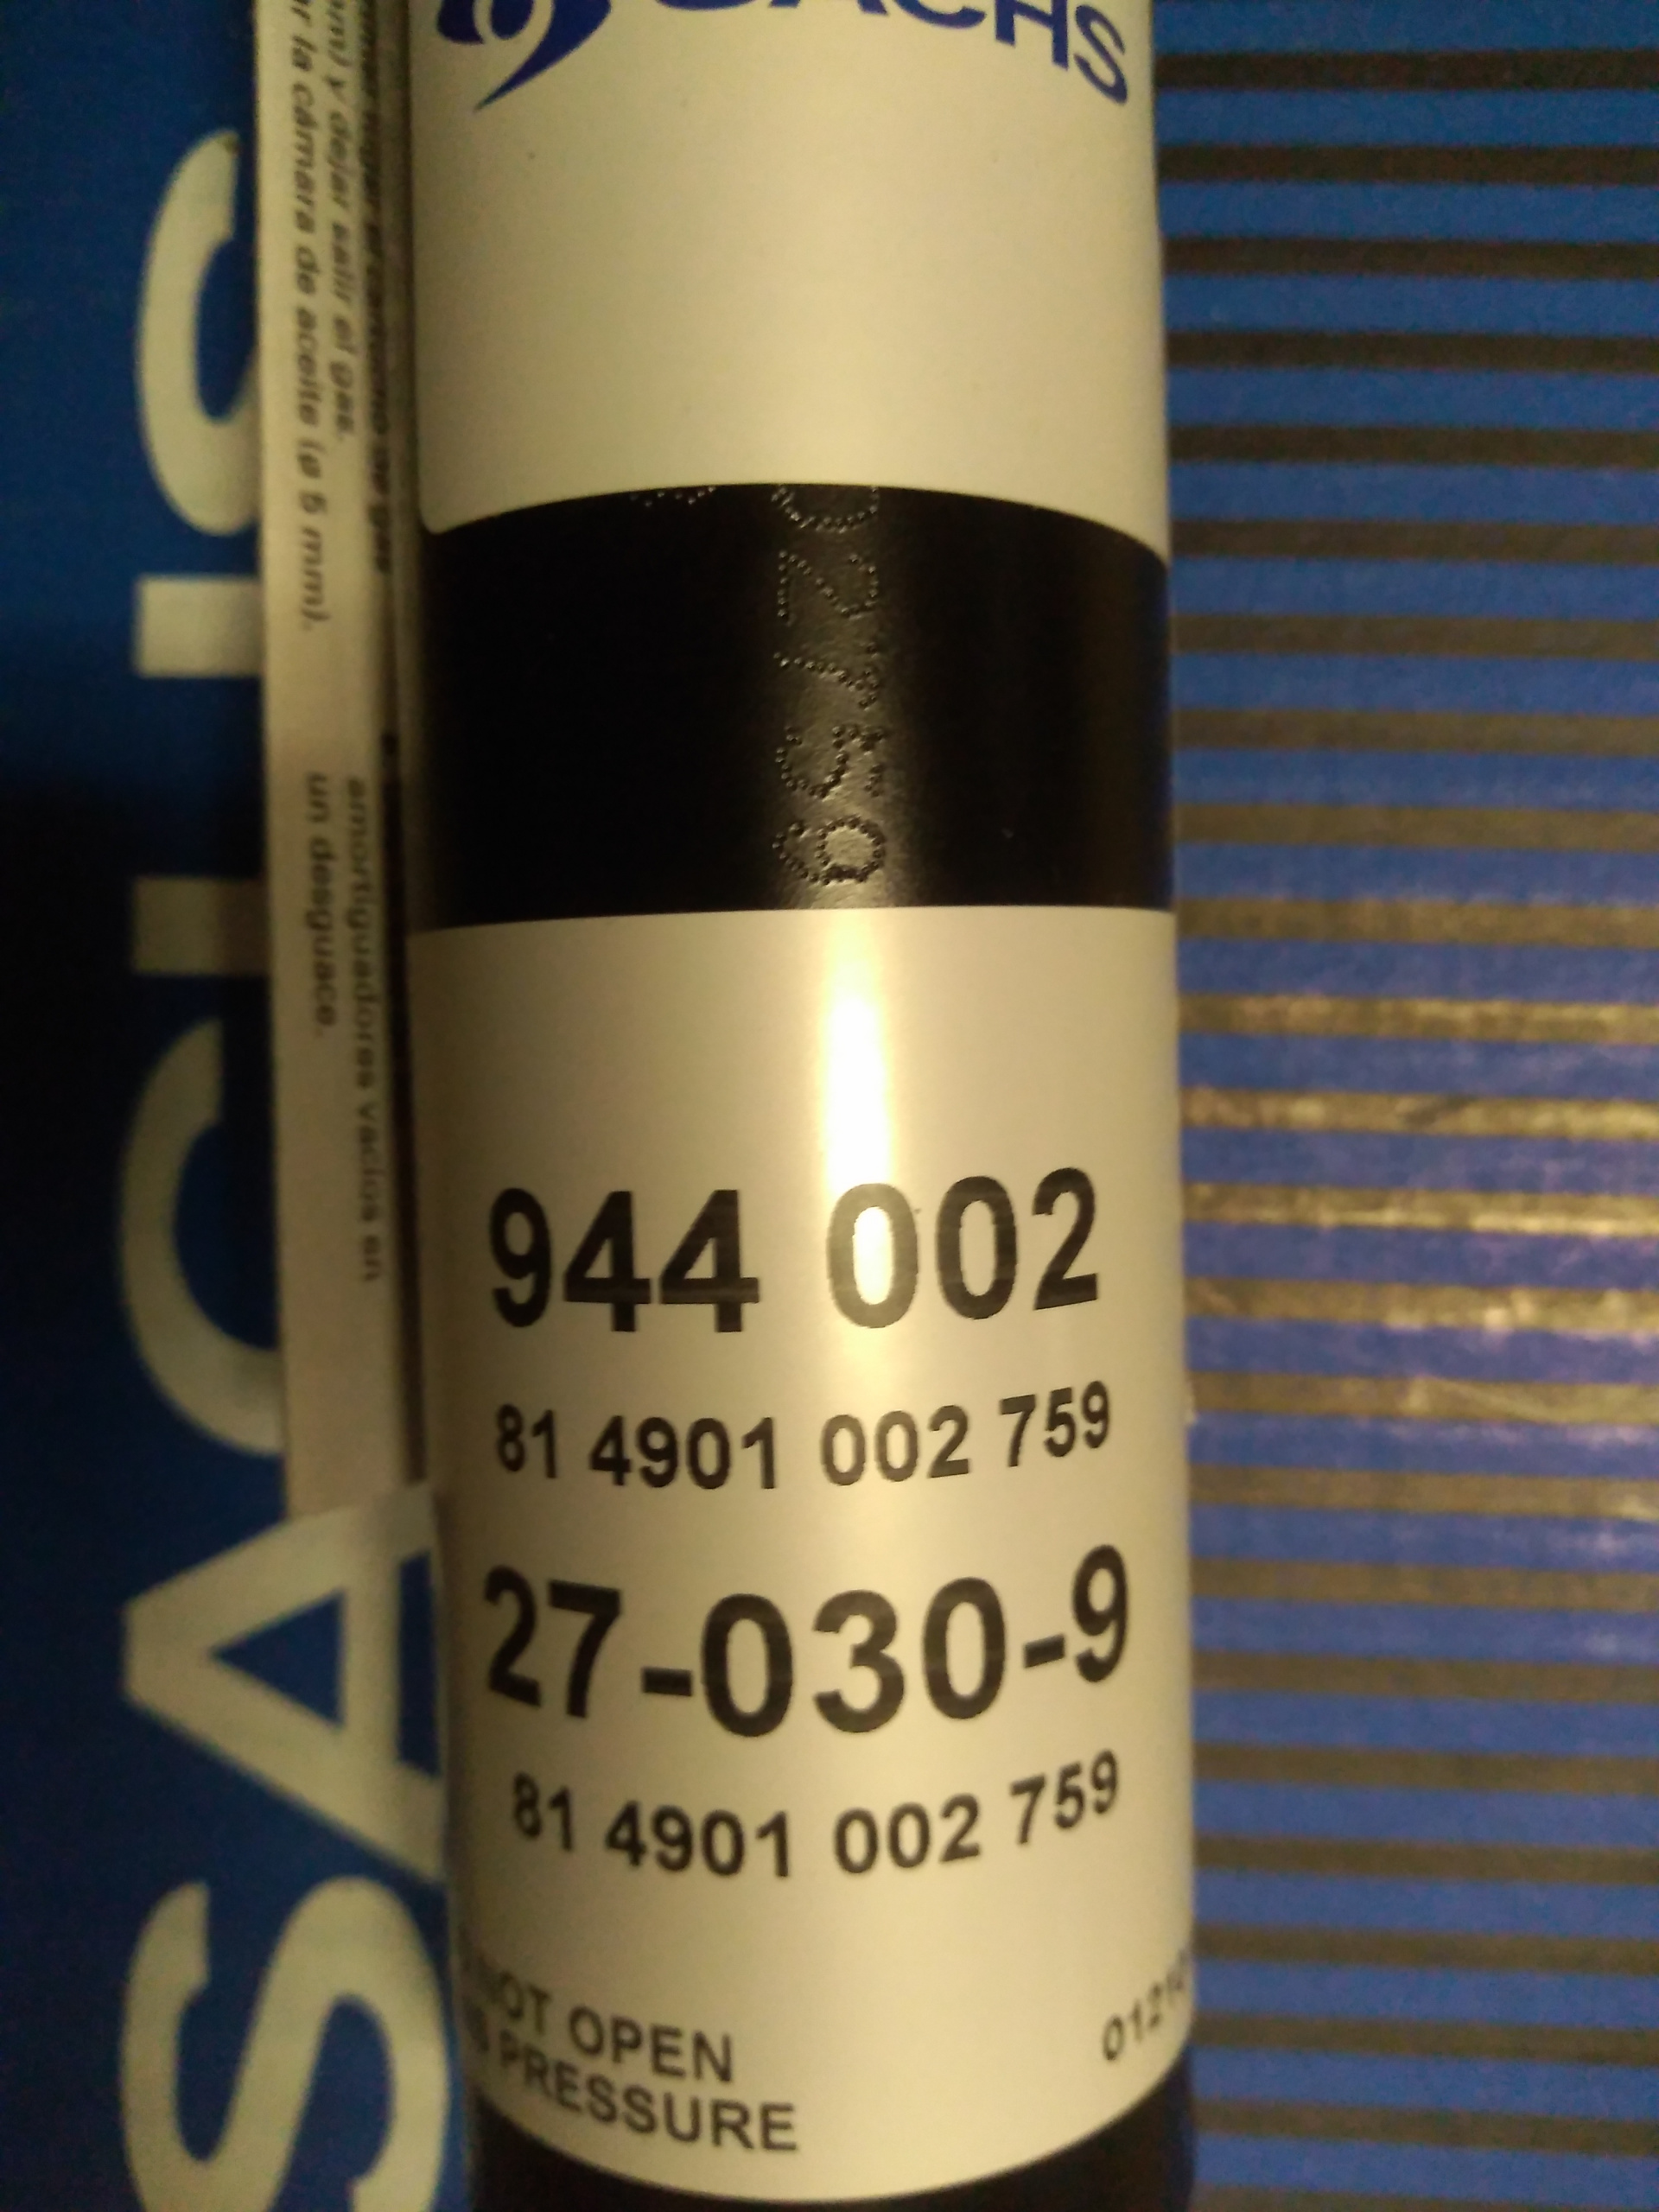 SACHS
944 002
81 4901 002 759
27-030-9
81 4901 002 759
NOT OPEN
PRESSURE
SACHS
y dejar salir el gas.
la cámara de aceite (ø 5 mm).
amortiguadores vacíos en
un desguace.